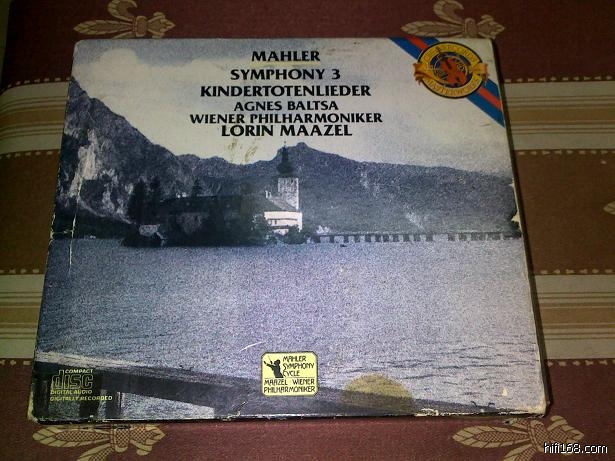 MAHLER
SYMPHONY 3
KINDERTOTENLIEDER
AGNES BALTSA
WIENER PHILHARMONIKER
LORIN MAAZEL
MAHLER
SYMPHONY
CYCLE
MAAZEL · WIENER
PHILHARMONIKER
COMPACT
disc
DIGITAL AUDIO
DIGITALLY RECORDED
hifi168.com